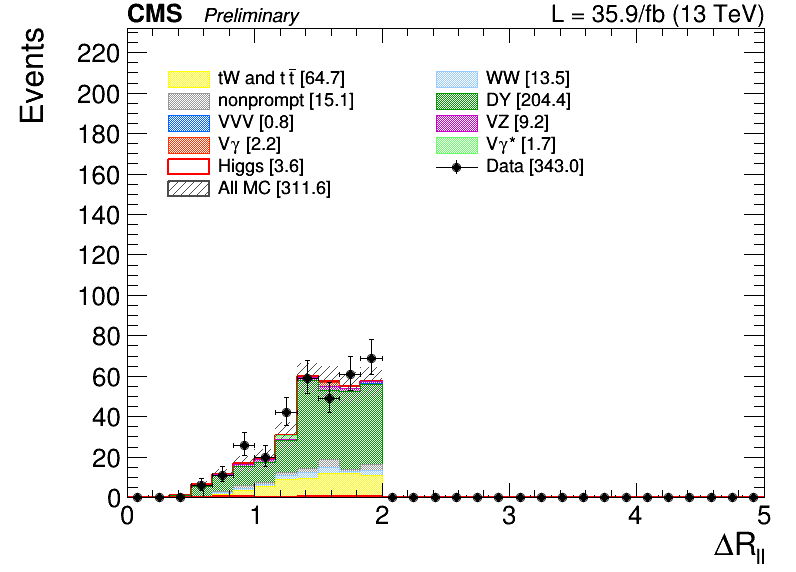 CMS Preliminary L = 35.9/fb (13 TeV)
Events
220
200
180
160
140
120
100
80
60
40
20
0
tW and t t̄ [64.7] WW [13.5]
nonprompt [15.1] DY [204.4]
VVV [0.8] VZ [9.2]
Vγ [2.2] Vγ* [1.7]
Higgs [3.6] Data [343.0]
All MC [311.6]
0 1 2 3 4 5
ΔR_ll